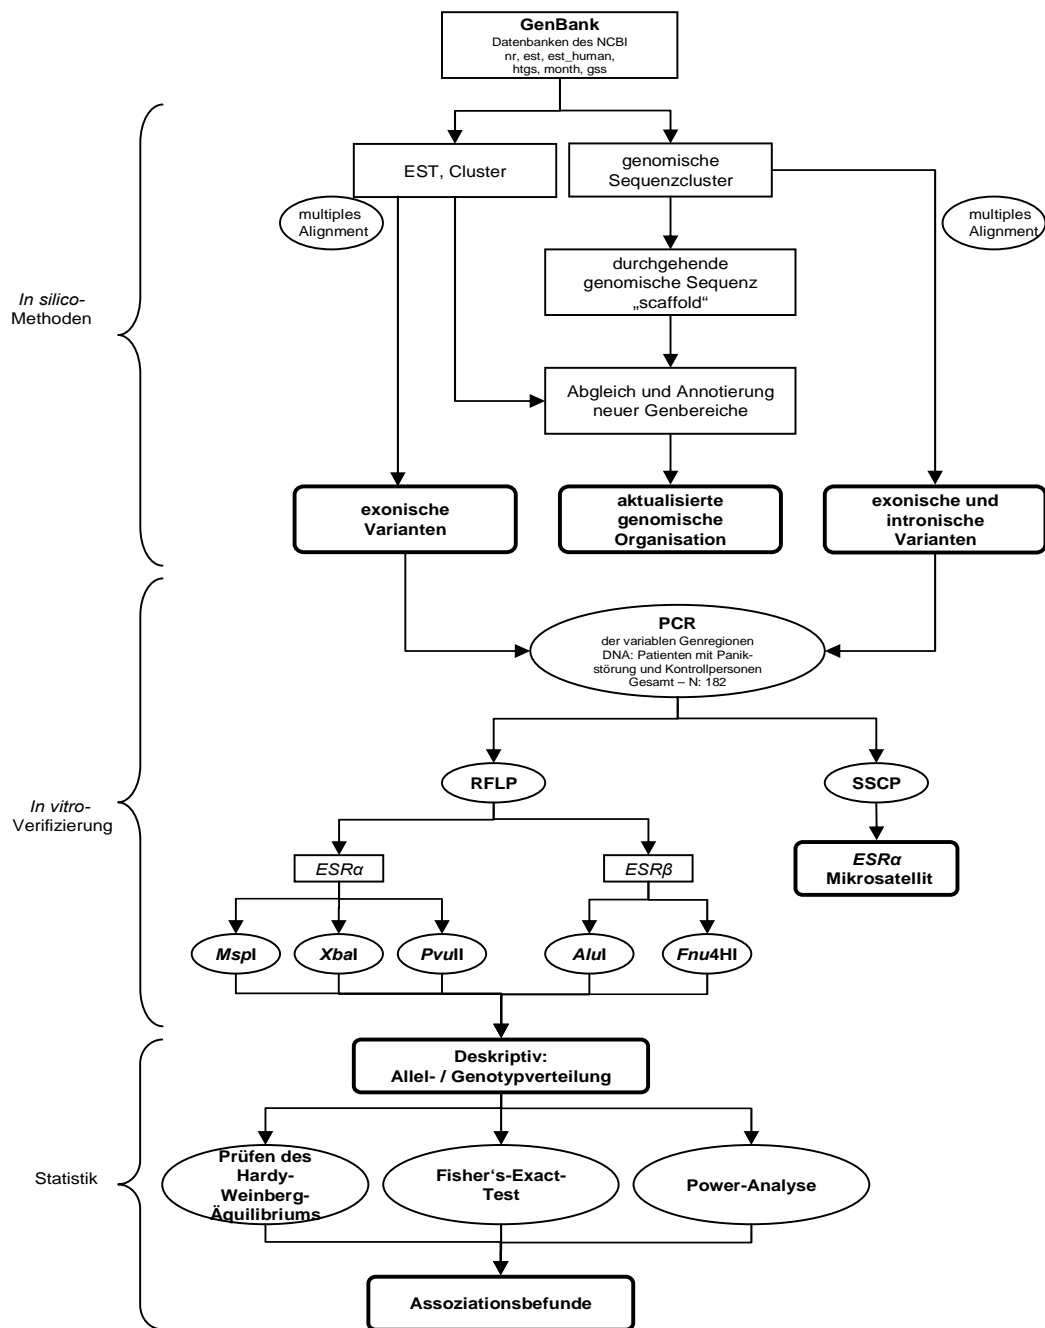 GenBank
Datenbanken des NCBI
nr, est, est_human,
htgs, month, gss
EST, Cluster
genomische
Sequenzcluster
multiples
Alignment
multiples
Alignment
durchgehende
genomische Sequenz
„scaffold“
In silico-
Methoden
Abgleich und Annotierung
neuer Genbereiche
exonische
Varianten
aktualisierte
genomische
Organisation
exonische und
intronische
Varianten
PCR
der variablen Genregionen
DNA: Patienten mit Panik-
störung und Kontrollpersonen
Gesamt – N: 182
RFLP
SSCP
In vitro-
Verifizierung
ESRα
ESRβ
ESRα
Mikrosatellit
MspI
XbaI
PvuII
AluI
Fnu4HI
Deskriptiv:
Allel- / Genotypverteilung
Statistik
Prüfen des
Hardy-
Weinberg-
Äquilibriums
Fisher‘s-Exact-
Test
Power-Analyse
Assoziationsbefunde